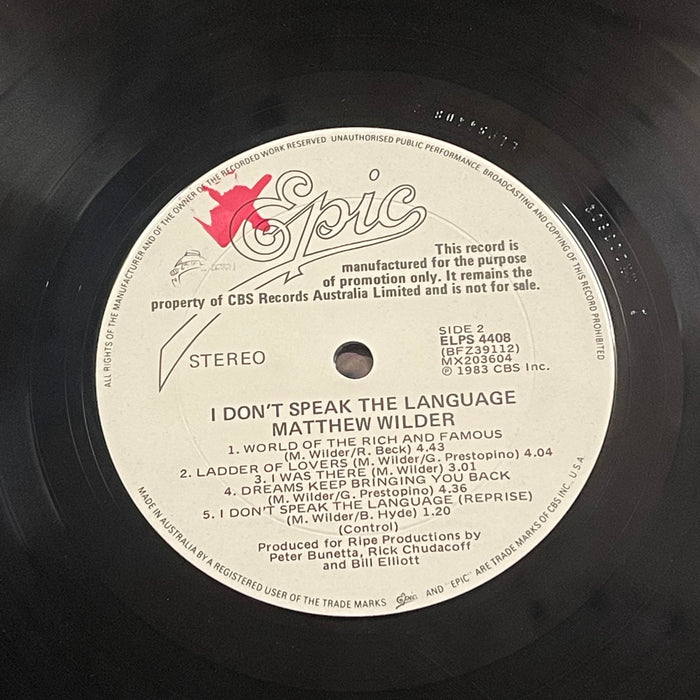 ALL RIGHTS OF THE MANUFACTURER AND OF THE OWNER OF THE RECORDED WORK RESERVED. UNAUTHORISED PUBLIC PERFORMANCE, BROADCASTING AND COPYING OF THIS RECORD PROHIBITED
Epic
This record is
manufactured for the purpose
of promotion only. It remains the
property of CBS Records Australia Limited and is not for sale.
STEREO
SIDE 2
ELPS 4408
(BFZ39112)
MX203604
℗ 1983 CBS Inc.
I DON'T SPEAK THE LANGUAGE
MATTHEW WILDER
1. WORLD OF THE RICH AND FAMOUS
(M. Wilder/R. Beck) 4.43
2. LADDER OF LOVERS (M. Wilder/G. Prestopino) 4.04
3. I WAS THERE (M. Wilder) 3.01
4. DREAMS KEEP BRINGING YOU BACK
(M. Wilder/G. Prestopino) 4.36
5. I DON'T SPEAK THE LANGUAGE (REPRISE)
(M. Wilder/B. Hyde) 1.20
(Control)
Produced for Ripe Productions by
Peter Bunetta, Rick Chudacoff
and Bill Elliott
MADE IN AUSTRALIA BY A REGISTERED USER OF THE TRADE MARKS Epic AND "EPIC" ARE TRADE MARKS OF CBS INC. U.S.A.